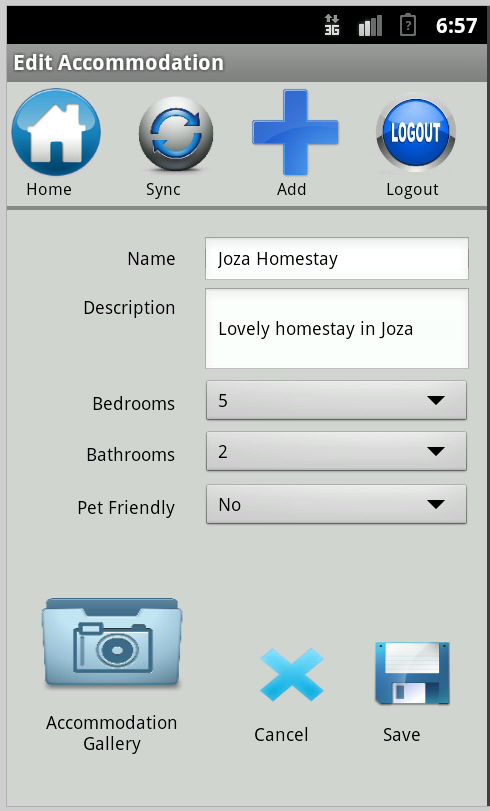 3G 6:57
Edit Accommodation
LOGOUT
Home Sync Add Logout
Name Joza Homestay
Description Lovely homestay in Joza
Bedrooms 5
Bathrooms 2
Pet Friendly No
Accommodation
Gallery
Cancel
Save